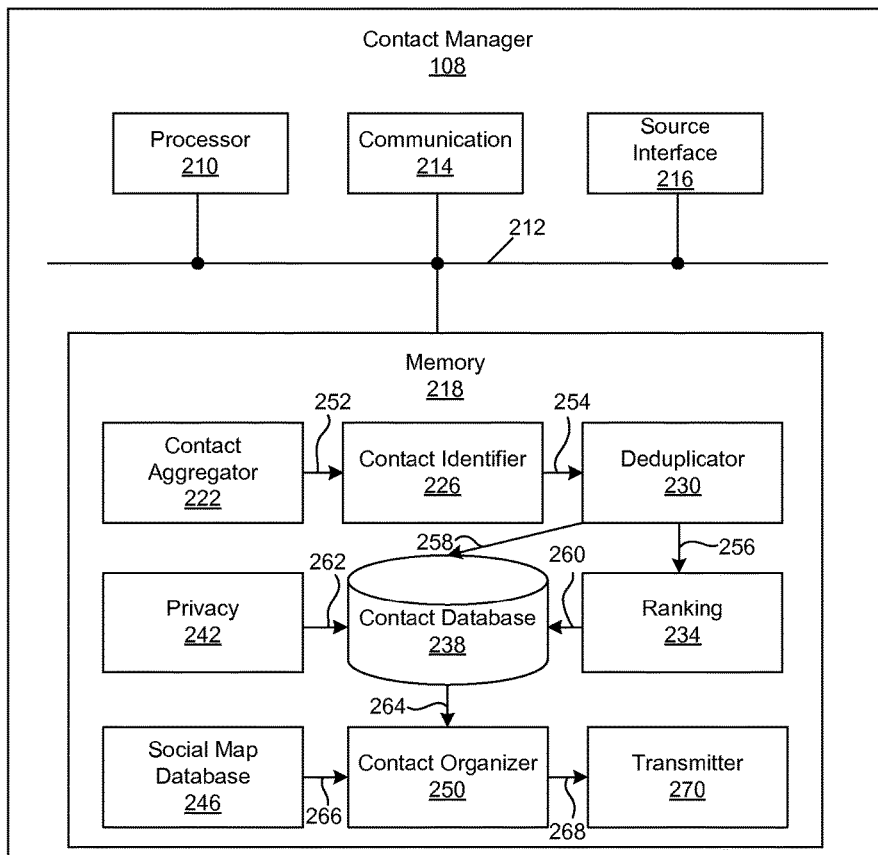 Contact Manager
108
Processor
210
Communication
214
Source
Interface
216
212
Memory
218
252
254
Contact
Aggregator
222
Contact Identifier
226
Deduplicator
230
258
256
262
260
Privacy
242
Contact Database
238
Ranking
234
264
Social Map
Database
246
Contact Organizer
250
Transmitter
270
266
268